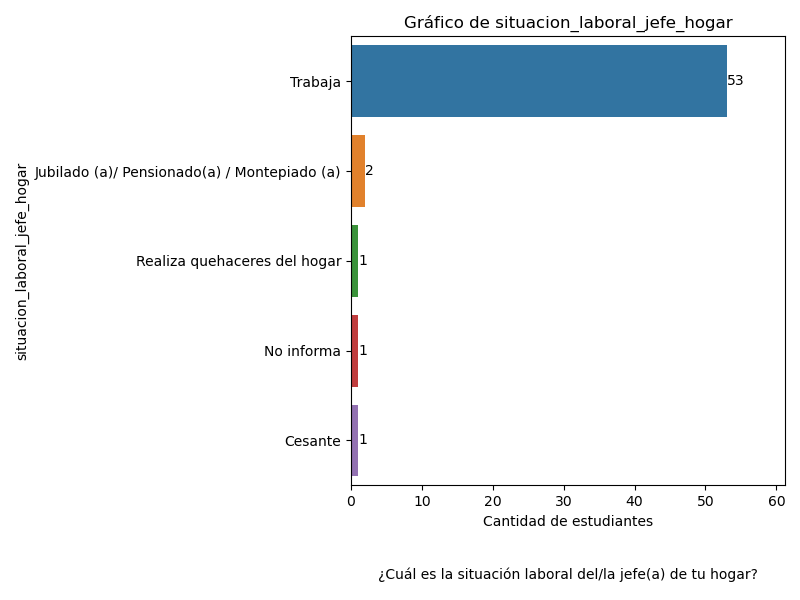 Gráfico de situacion_laboral_jefe_hogar
situacion_laboral_jefe_hogar
Trabaja
53
Jubilado (a)/ Pensionado(a) / Montepiado (a)
2
Realiza quehaceres del hogar
1
No informa
1
Cesante
1
0 10 20 30 40 50 60
Cantidad de estudiantes
¿Cuál es la situación laboral del/la jefe(a) de tu hogar?